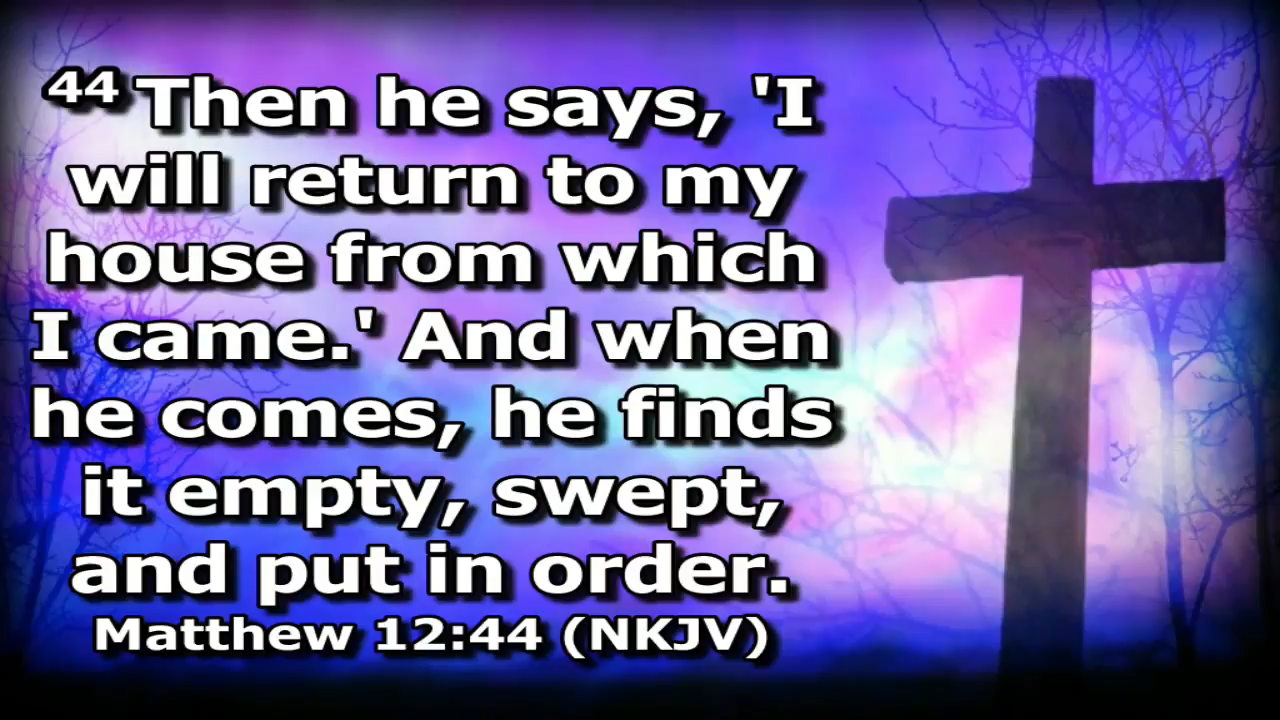 44 Then he says, 'I
will return to my
house from which
I came.' And when
he comes, he finds
it empty, swept,
and put in order.
Matthew 12:44 (NKJV)